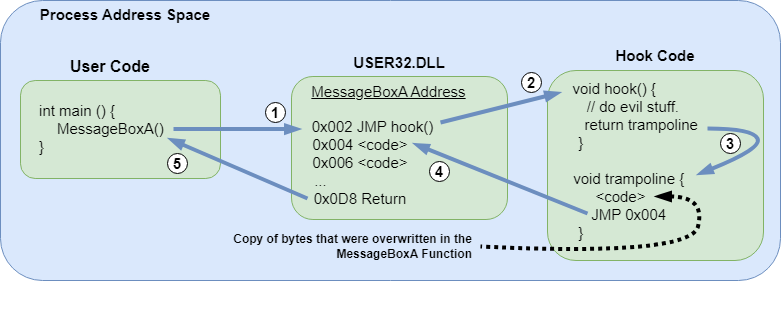 Process Address Space
User Code
int main () {
MessageBoxA()
}
USER32.DLL
MessageBoxA Address
0x002 JMP hook()
0x004 <code>
0x006 <code>
...
0x0D8 Return
Hook Code
void hook() {
// do evil stuff.
return trampoline
}
void trampoline {
<code>
JMP 0x004
}
1
2
3
4
5
Copy of bytes that were overwritten in the
MessageBoxA Function